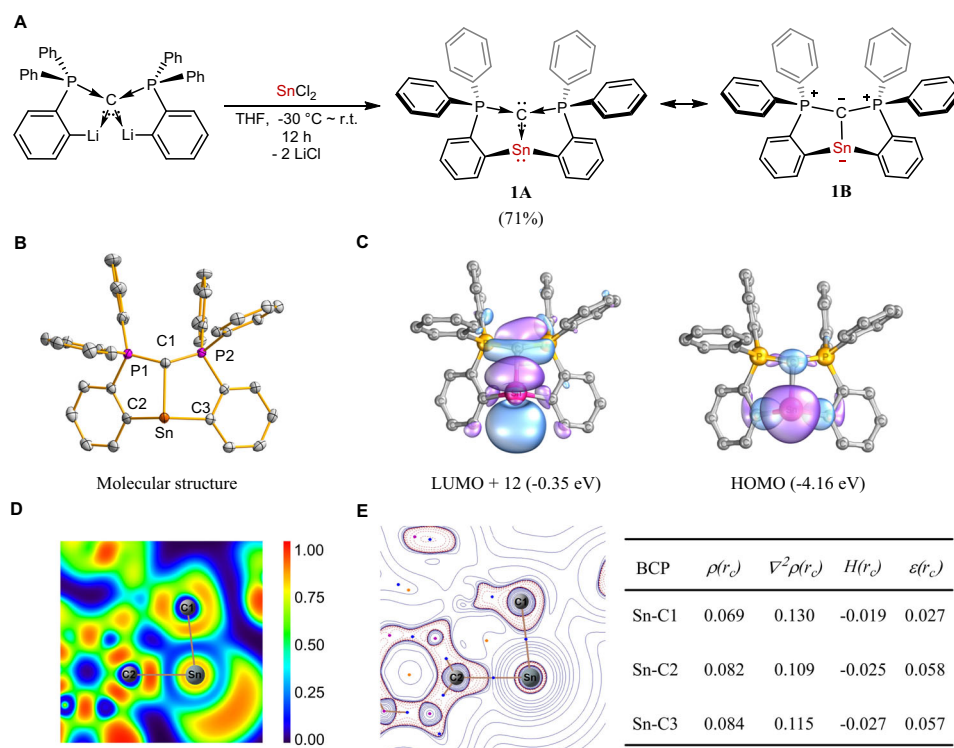 A
Ph Ph
Ph P P Ph
C
Li Li
SnCl2
THF, -30 °C ~ r.t.
12 h
- 2 LiCl
P C P
Sn
1A
(71%)
P + C - P +
Sn
−
1B
B
C1
P1 P2
C2 C3
Sn
Molecular structure
C
P P
LUMO + 12 (-0.35 eV)
P P
HOMO (-4.16 eV)
D
C1
C2 Sn
1.00
0.75
0.50
0.25
0.00
E
C1
C2 Sn
BCP ρ(rc) ∇²ρ(rc) H(rc) ε(rc)
Sn-C1 0.069 0.130 -0.019 0.027
Sn-C2 0.082 0.109 -0.025 0.058
Sn-C3 0.084 0.115 -0.027 0.057